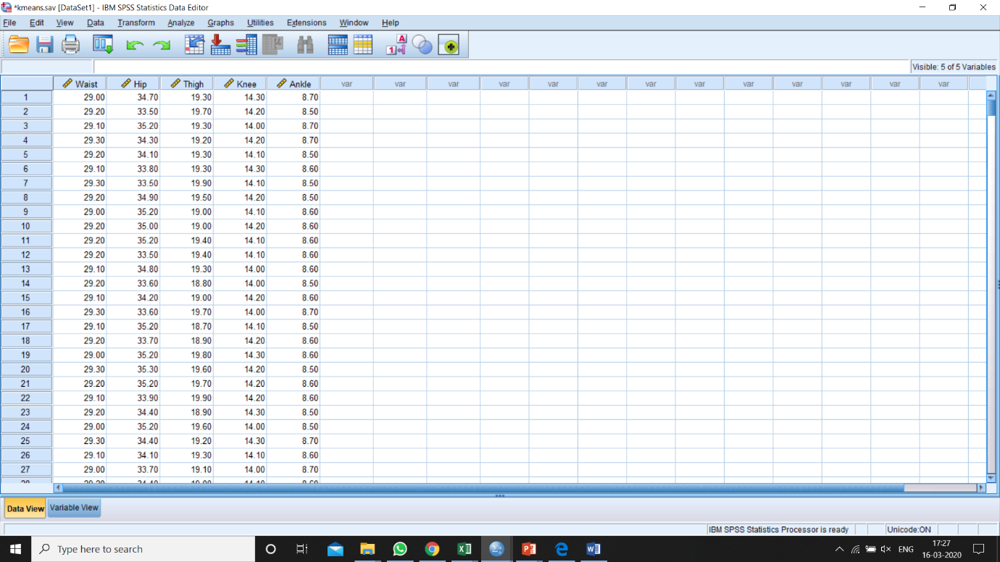 *kmeans.sav [DataSet1] - IBM SPSS Statistics Data Editor
File Edit View Data Transform Analyze Graphs Utilities Extensions Window Help
Visible: 5 of 5 Variables
Waist Hip Thigh Knee Ankle var var var var var var var var var var var var var
1 29.00 34.70 19.30 14.30 8.70
2 29.20 33.50 19.70 14.20 8.50
3 29.10 35.20 19.30 14.00 8.70
4 29.30 34.30 19.20 14.20 8.70
5 29.20 34.10 19.30 14.10 8.50
6 29.10 33.80 19.30 14.30 8.60
7 29.30 33.50 19.90 14.10 8.50
8 29.20 34.90 19.50 14.20 8.50
9 29.00 35.20 19.00 14.10 8.60
10 29.20 35.00 19.00 14.20 8.60
11 29.20 35.20 19.40 14.10 8.60
12 29.20 33.50 19.40 14.10 8.60
13 29.10 34.80 19.30 14.00 8.60
14 29.20 33.60 18.80 14.00 8.50
15 29.10 34.20 19.00 14.20 8.60
16 29.30 33.60 19.70 14.00 8.70
17 29.10 35.20 18.70 14.10 8.50
18 29.20 33.70 18.90 14.20 8.60
19 29.00 35.20 19.80 14.30 8.60
20 29.30 35.30 19.60 14.20 8.50
21 29.20 35.20 19.70 14.20 8.60
22 29.10 33.90 19.90 14.20 8.60
23 29.20 34.40 18.90 14.30 8.50
24 29.00 35.20 19.60 14.00 8.50
25 29.30 34.40 19.20 14.30 8.70
26 29.10 34.10 19.30 14.10 8.60
27 29.00 33.70 19.10 14.00 8.70
Data View Variable View
IBM SPSS Statistics Processor is ready Unicode:ON
Type here to search
ENG
17:27
16-03-2020